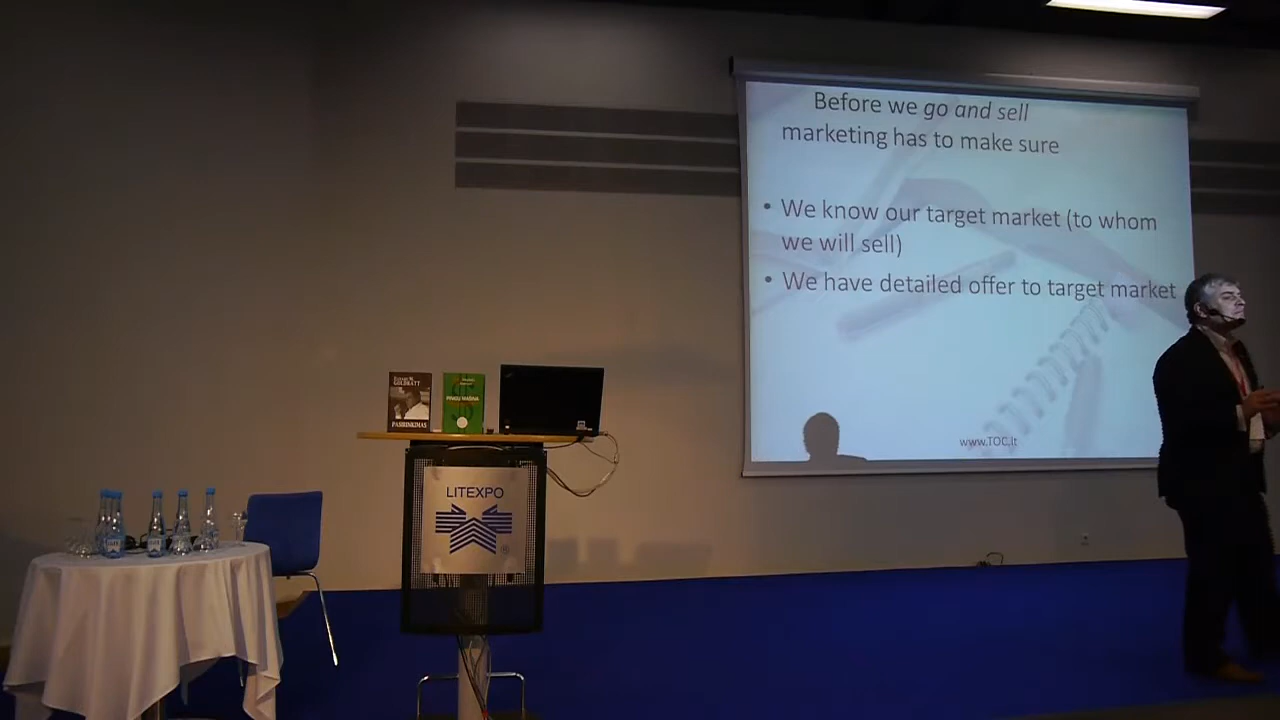 Before we go and sell
marketing has to make sure
• We know our target market (to whom
we will sell)
• We have detailed offer to target market
www.TOC.lt
GOLDRATT
PASIRINKIMAS
PINIGŲ MAŠINA
LITEXPO
®